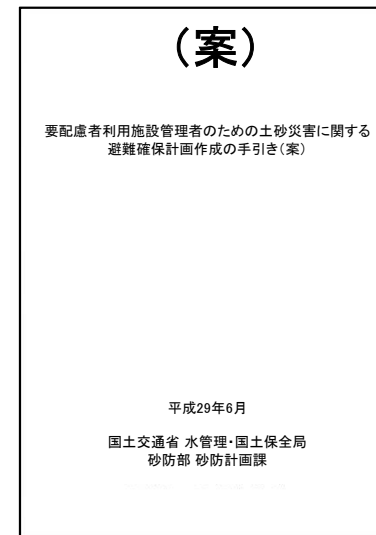 （案）
要配慮者利用施設管理者のための土砂災害に関する
避難確保計画作成の手引き（案）
平成29年6月
国土交通省 水管理・国土保全局
砂防部 砂防計画課